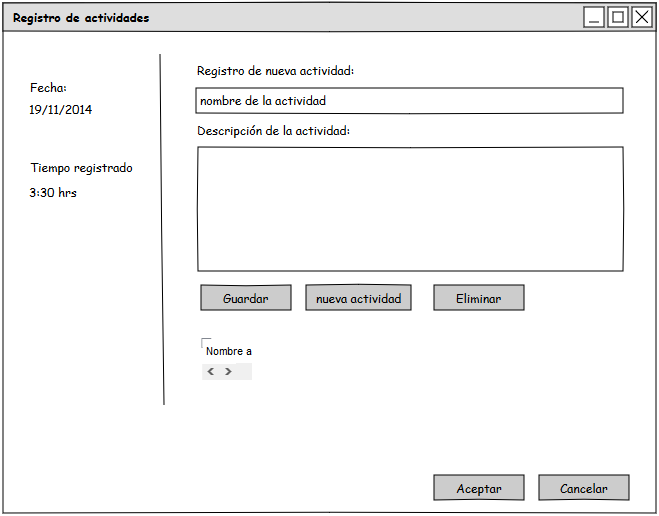 Registro de actividades
Fecha:
19/11/2014
Tiempo registrado
3:30 hrs
Registro de nueva actividad:
nombre de la actividad
Descripción de la actividad:
Guardar
nueva actividad
Eliminar
Nombre a
Aceptar
Cancelar